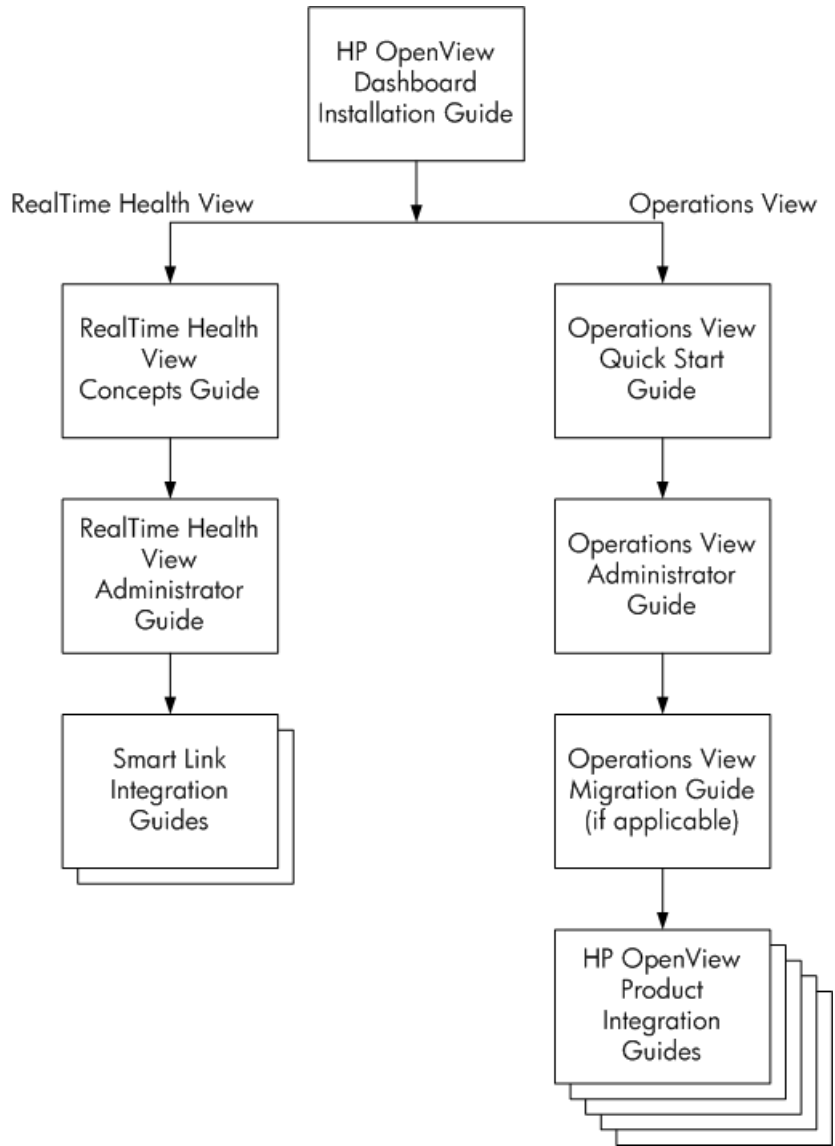 HP OpenView
Dashboard
Installation Guide
RealTime Health View
Operations View
RealTime Health
View
Concepts Guide
Operations View
Quick Start
Guide
RealTime Health
View
Administrator
Guide
Operations View
Administrator
Guide
Smart Link
Integration
Guides
Operations View
Migration Guide
(if applicable)
HP OpenView
Product
Integration
Guides